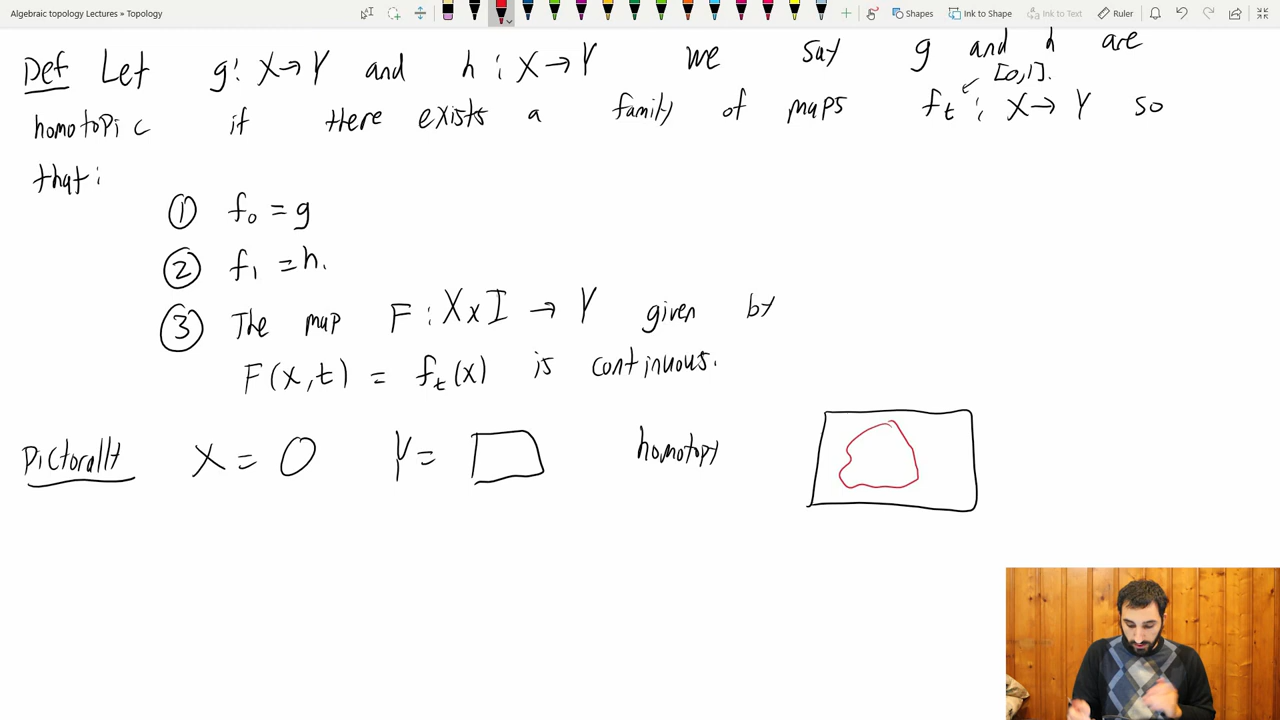 Algebraic topology Lectures » Topology
Shapes Ink to Shape Ink to Text Ruler
Def Let g : X → Y and h : X → Y we say g and h are
[0,1].
homotopic if there exists a family of maps f_t : X → Y so
that:
① f_0 = g
② f_1 = h.
③ The map F : X x I → Y given by
F(x,t) = f_t(x) is continuous.
Pictorally X = Y = homotopy